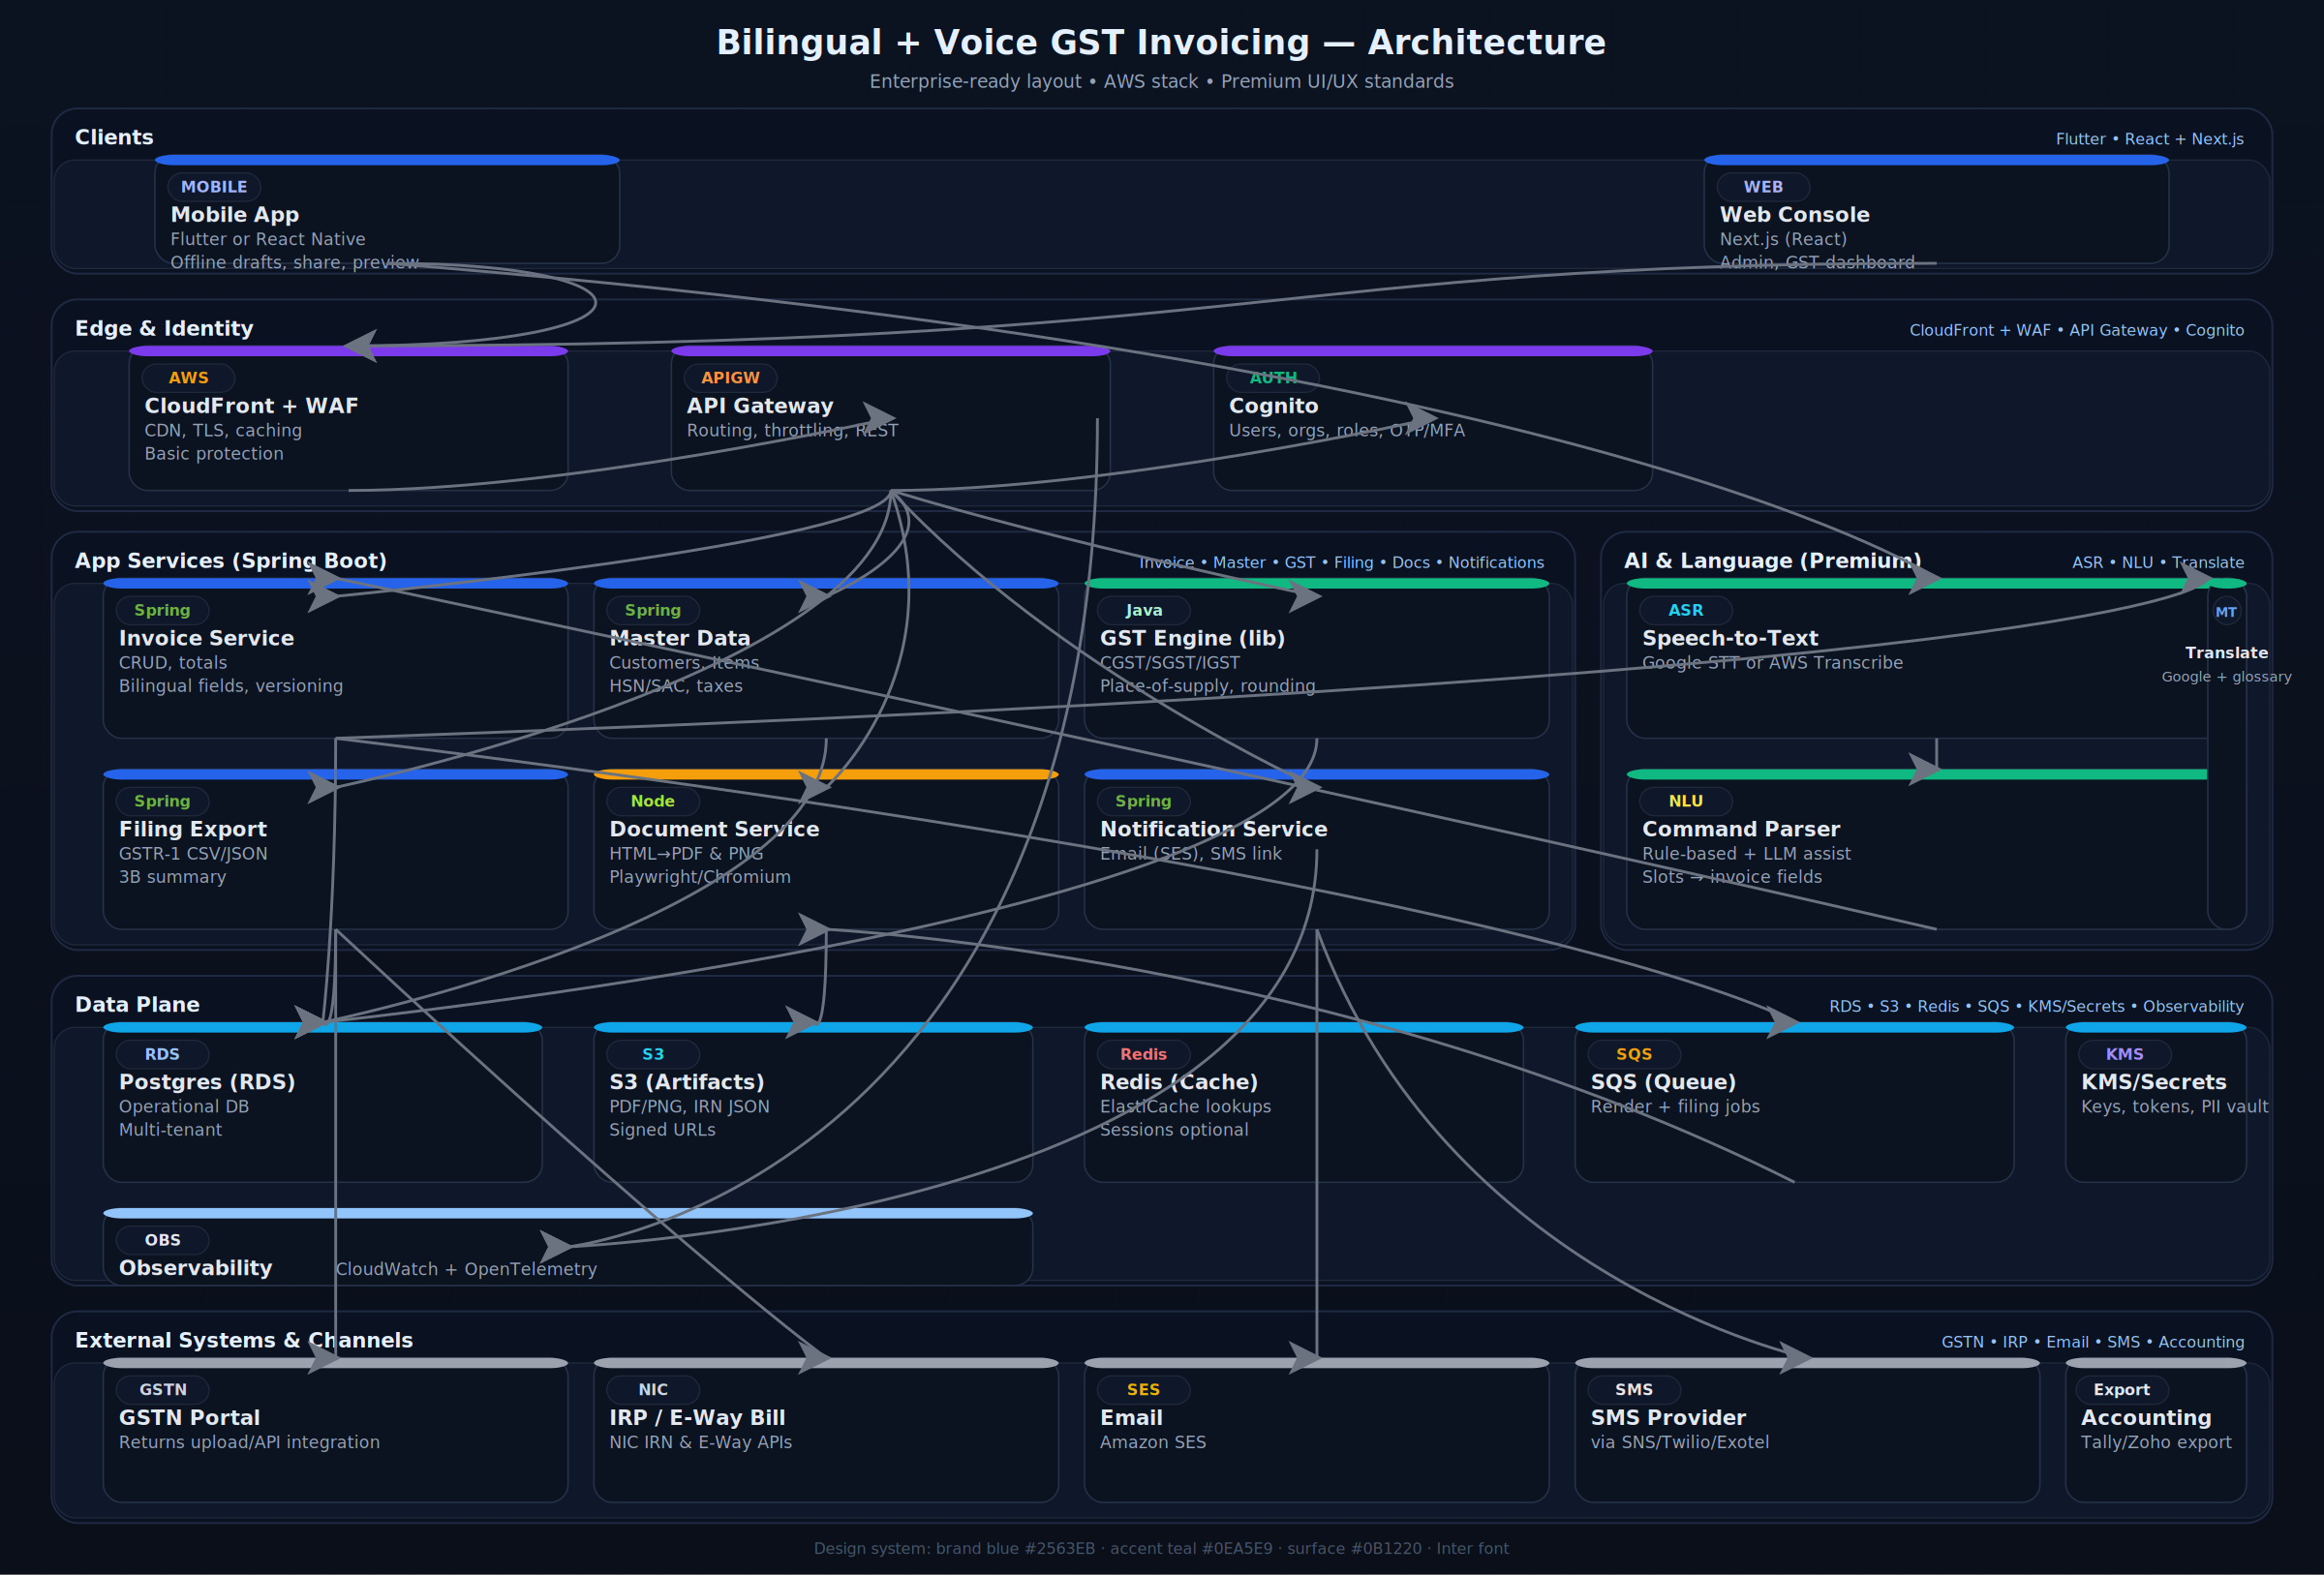 Bilingual + Voice GST Invoicing — Architecture
Enterprise-ready layout • AWS stack • Premium UI/UX standards
Clients
Flutter • React + Next.js
MOBILE
Mobile App
Flutter or React Native
Offline drafts, share, preview
WEB
Web Console
Next.js (React)
Admin, GST dashboard
Edge & Identity
CloudFront + WAF • API Gateway • Cognito
AWS
CloudFront + WAF
CDN, TLS, caching
Basic protection
APIGW
API Gateway
Routing, throttling, REST
AUTH
Cognito
Users, orgs, roles, OTP/MFA
App Services (Spring Boot)
Invoice • Master • GST • Filing • Docs • Notifications
Spring
Invoice Service
CRUD, totals
Bilingual fields, versioning
Spring
Master Data
Customers, Items
HSN/SAC, taxes
Java
GST Engine (lib)
CGST/SGST/IGST
Place-of-supply, rounding
Spring
Filing Export
GSTR-1 CSV/JSON
3B summary
Node
Document Service
HTML→PDF & PNG
Playwright/Chromium
Spring
Notification Service
Email (SES), SMS link
AI & Language (Premium)
ASR • NLU • Translate
ASR
Speech-to-Text
Google STT or AWS Transcribe
MT
Translate
Google + glossary
NLU
Command Parser
Rule-based + LLM assist
Slots → invoice fields
Data Plane
RDS • S3 • Redis • SQS • KMS/Secrets • Observability
RDS
Postgres (RDS)
Operational DB
Multi-tenant
S3
S3 (Artifacts)
PDF/PNG, IRN JSON
Signed URLs
Redis
Redis (Cache)
ElastiCache lookups
Sessions optional
SQS
SQS (Queue)
Render + filing jobs
KMS
KMS/Secrets
Keys, tokens, PII vault
OBS
Observability
CloudWatch + OpenTelemetry
External Systems & Channels
GSTN • IRP • Email • SMS • Accounting
GSTN
GSTN Portal
Returns upload/API integration
NIC
IRP / E-Way Bill
NIC IRN & E-Way APIs
SES
Email
Amazon SES
SMS
SMS Provider
via SNS/Twilio/Exotel
Export
Accounting
Tally/Zoho export
Design system: brand blue #2563EB · accent teal #0EA5E9 · surface #0B1220 · Inter font